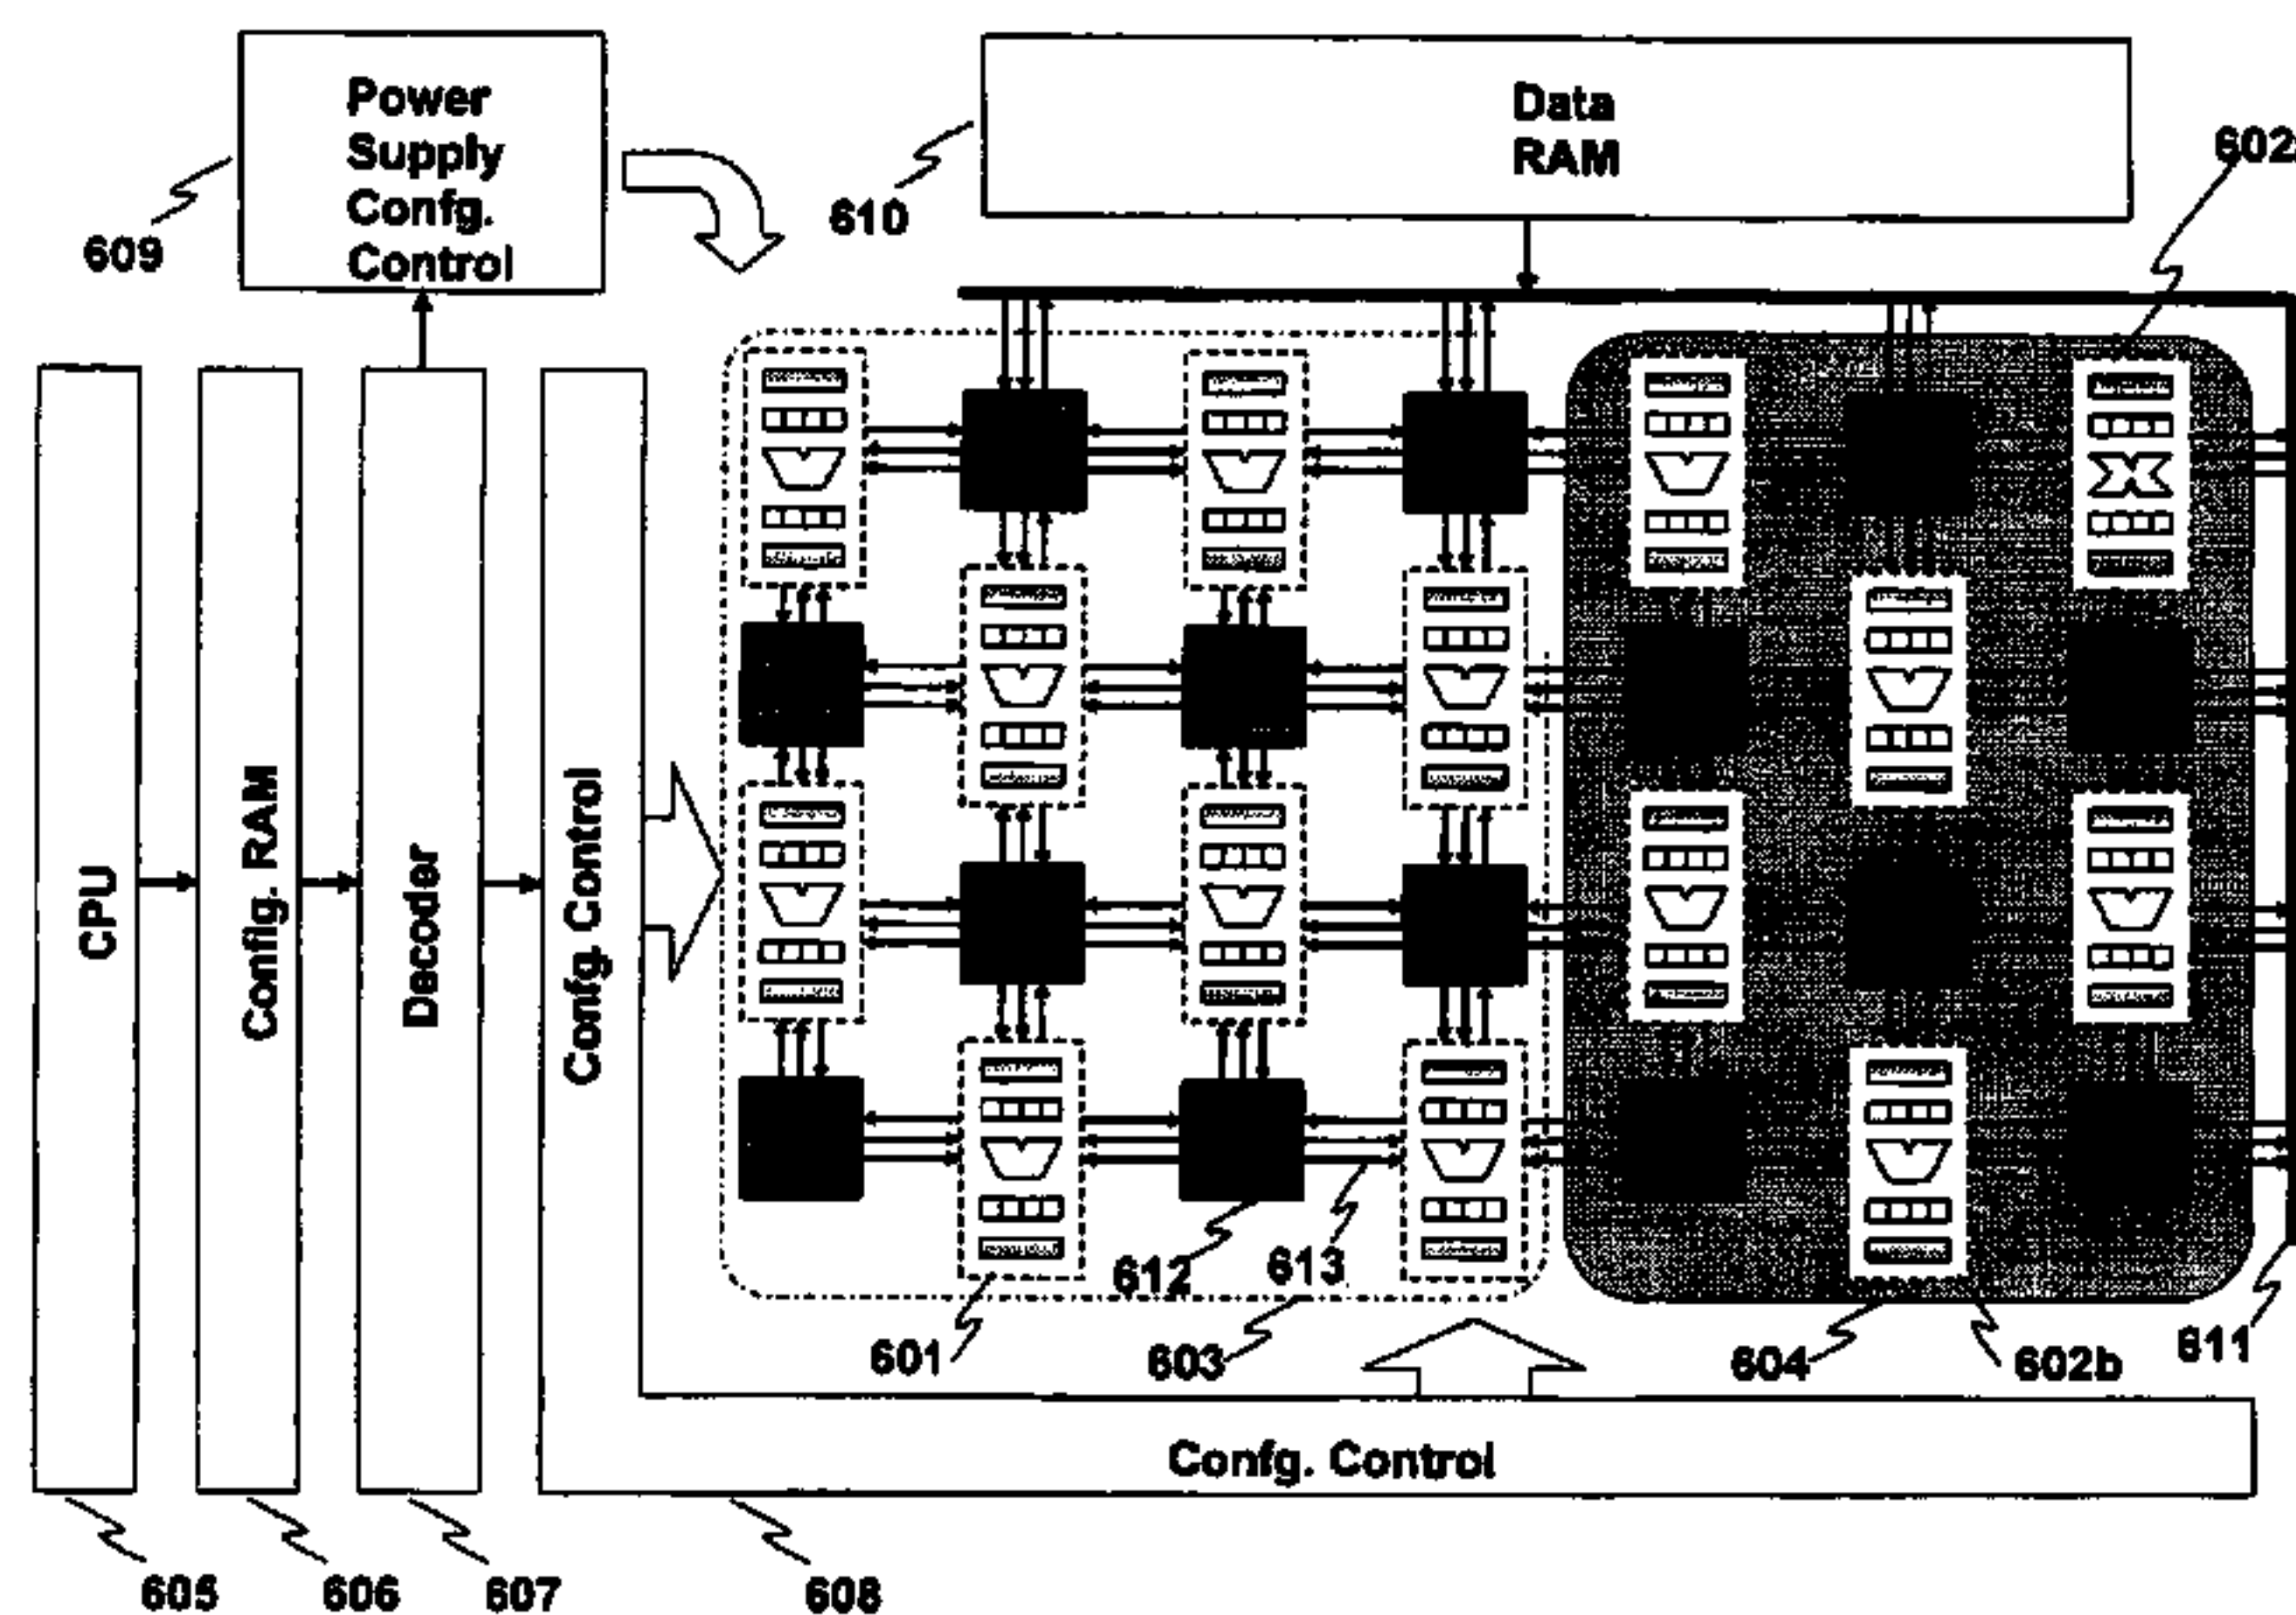 Power
Supply
Confg.
Control
Data
RAM
602
610
609
CPU
Config. RAM
Decoder
Confg. Control
612
613
601
603
604
602b
611
Confg. Control
605
606
607
608